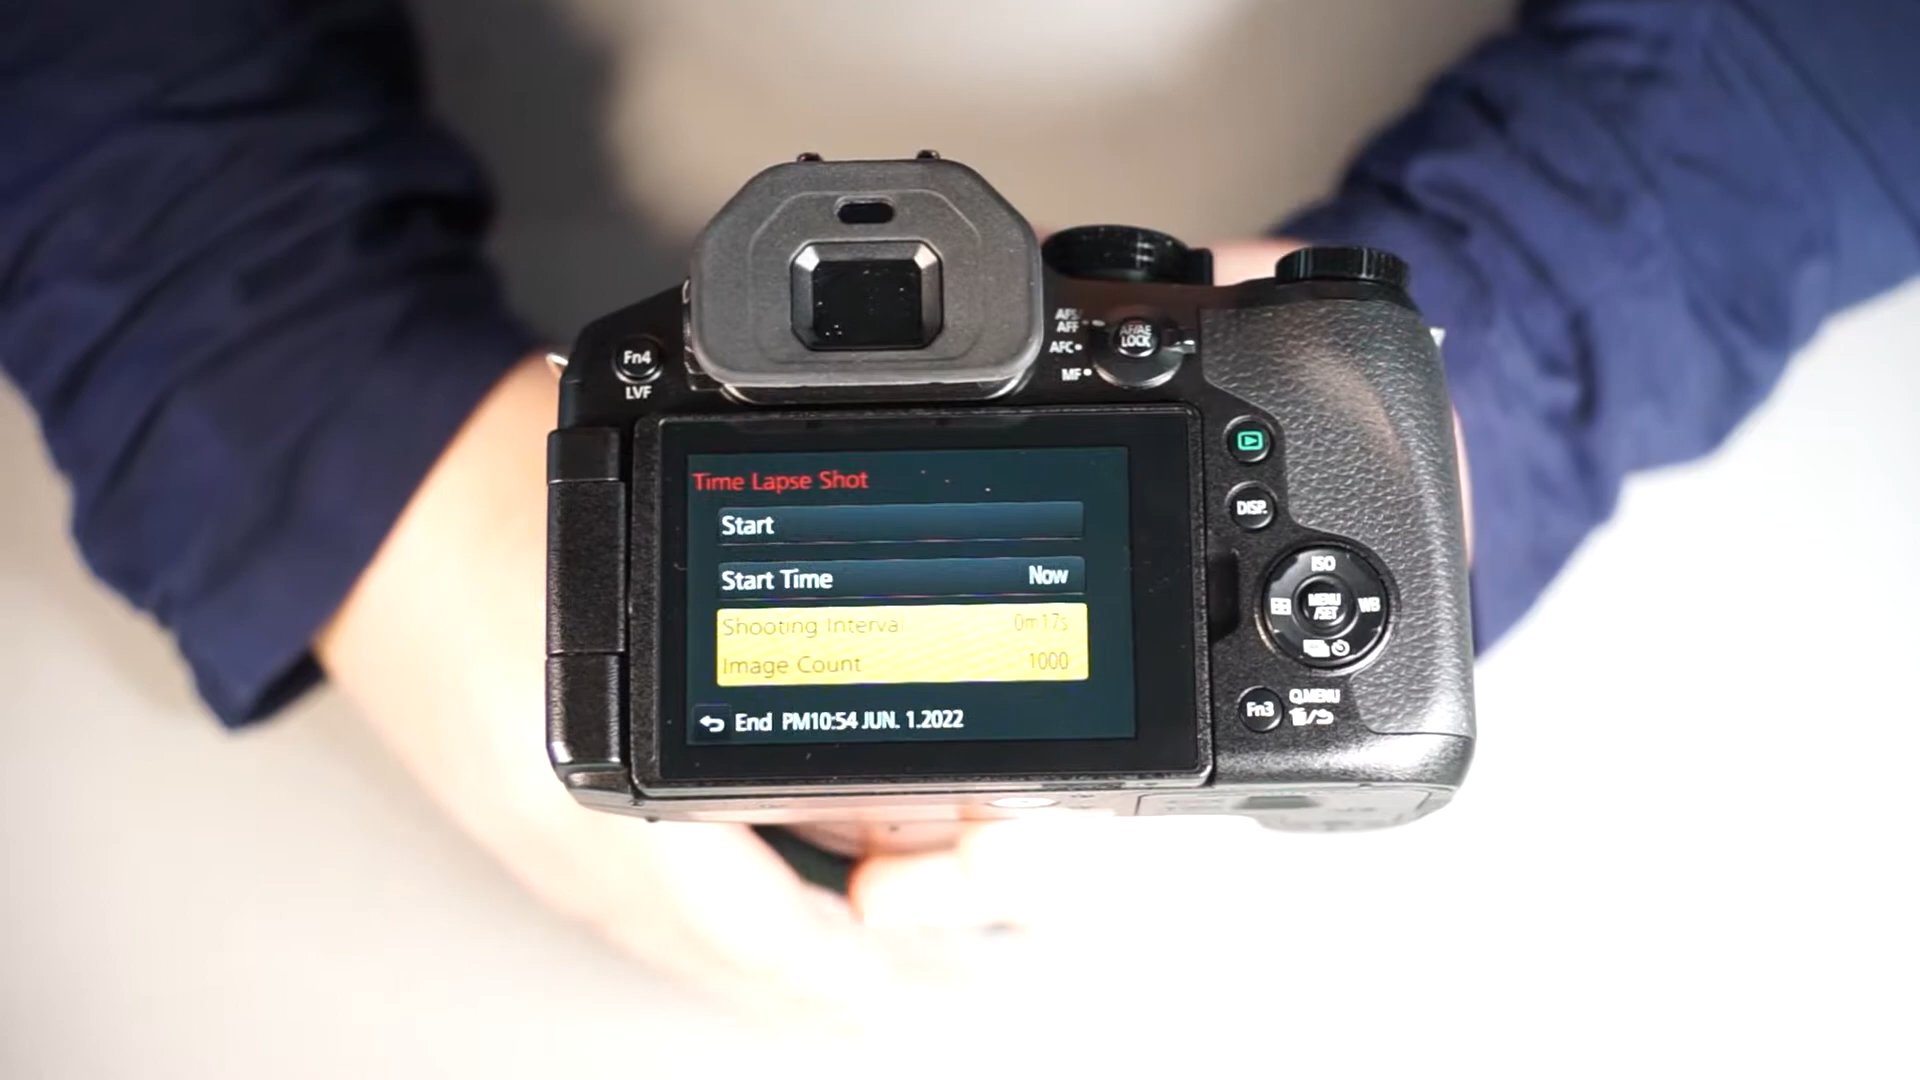 Fn4
LVF
AFS/
AFF
AFC
MF
AF/AE
LOCK
Time Lapse Shot
Start
Start Time Now
Shooting Interval 0m17s
Image Count 1000
End PM10:54 JUN. 1.2022
DISP.
ISO
MENU
/SET
WB
Fn3
Q.MENU